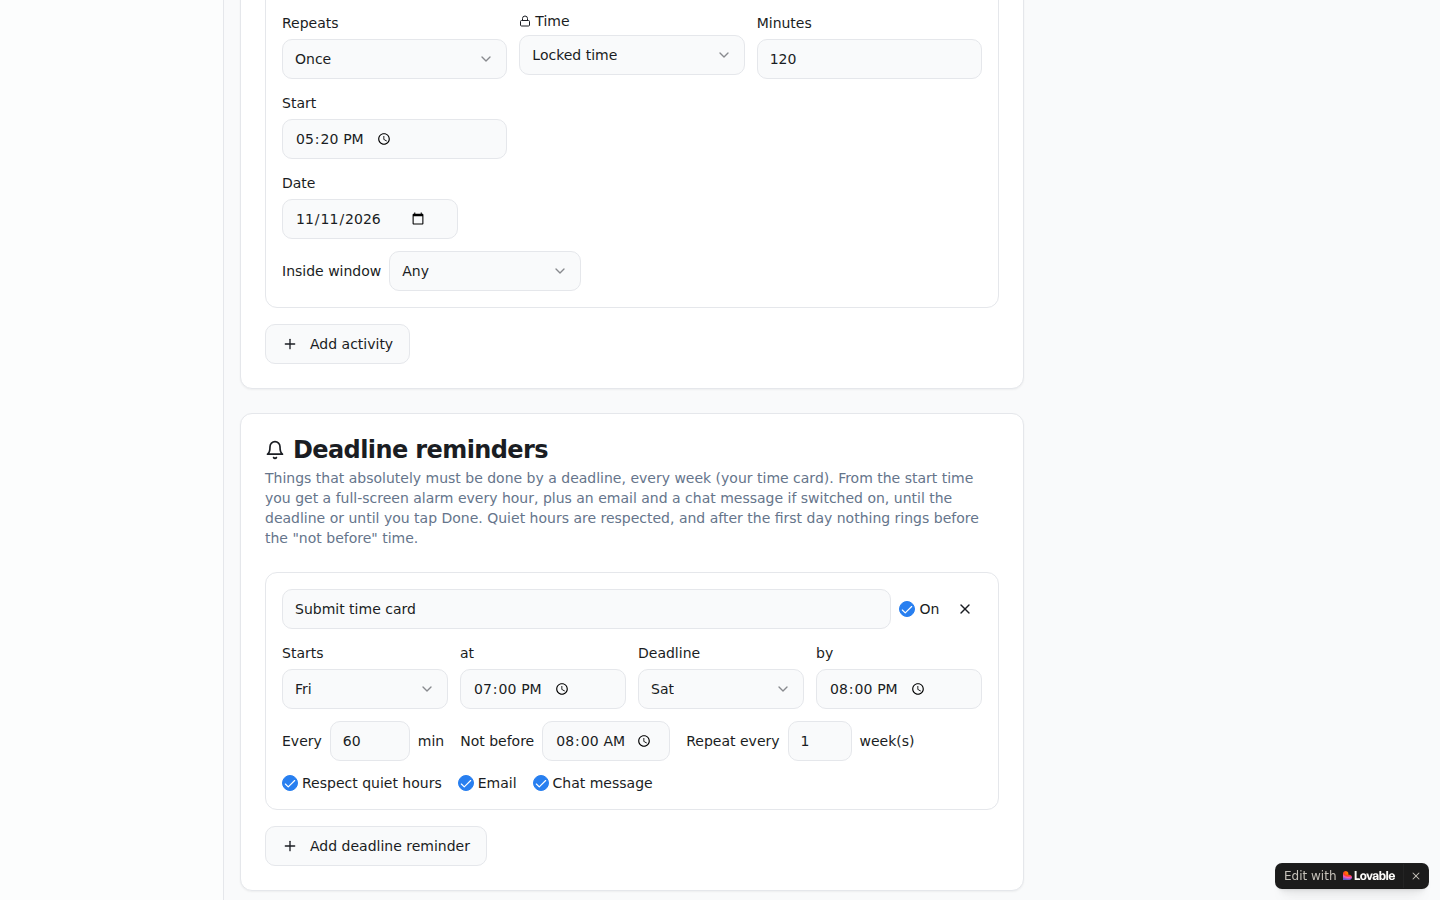 Repeats
Time
Minutes
Once
Locked time
120
Start
05:20 PM
Date
11/11/2026
Inside window
Any
Add activity
Deadline reminders
Things that absolutely must be done by a deadline, every week (your time card). From the start time
you get a full-screen alarm every hour, plus an email and a chat message if switched on, until the
deadline or until you tap Done. Quiet hours are respected, and after the first day nothing rings before
the "not before" time.
Submit time card
On
Starts
at
Deadline
by
Fri
07:00 PM
Sat
08:00 PM
Every 60 min
Not before 08:00 AM
Repeat every 1 week(s)
Respect quiet hours
Email
Chat message
Add deadline reminder
Edit with Lovable